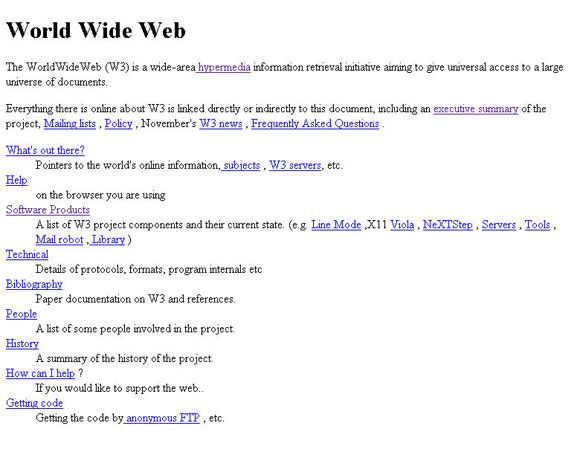 World Wide Web
The WorldWideWeb (W3) is a wide-area hypermedia information retrieval initiative aiming to give universal access to a large
universe of documents.
Everything there is online about W3 is linked directly or indirectly to this document, including an executive summary of the
project, Mailing lists , Policy , November's W3 news , Frequently Asked Questions .
What's out there?
Pointers to the world's online information, subjects , W3 servers, etc.
Help
on the browser you are using
Software Products
A list of W3 project components and their current state. (e.g. Line Mode ,X11 Viola , NeXTStep , Servers , Tools ,
Mail robot , Library )
Technical
Details of protocols, formats, program internals etc
Bibliography
Paper documentation on W3 and references.
People
A list of some people involved in the project.
History
A summary of the history of the project.
How can I help ?
If you would like to support the web..
Getting code
Getting the code by anonymous FTP , etc.